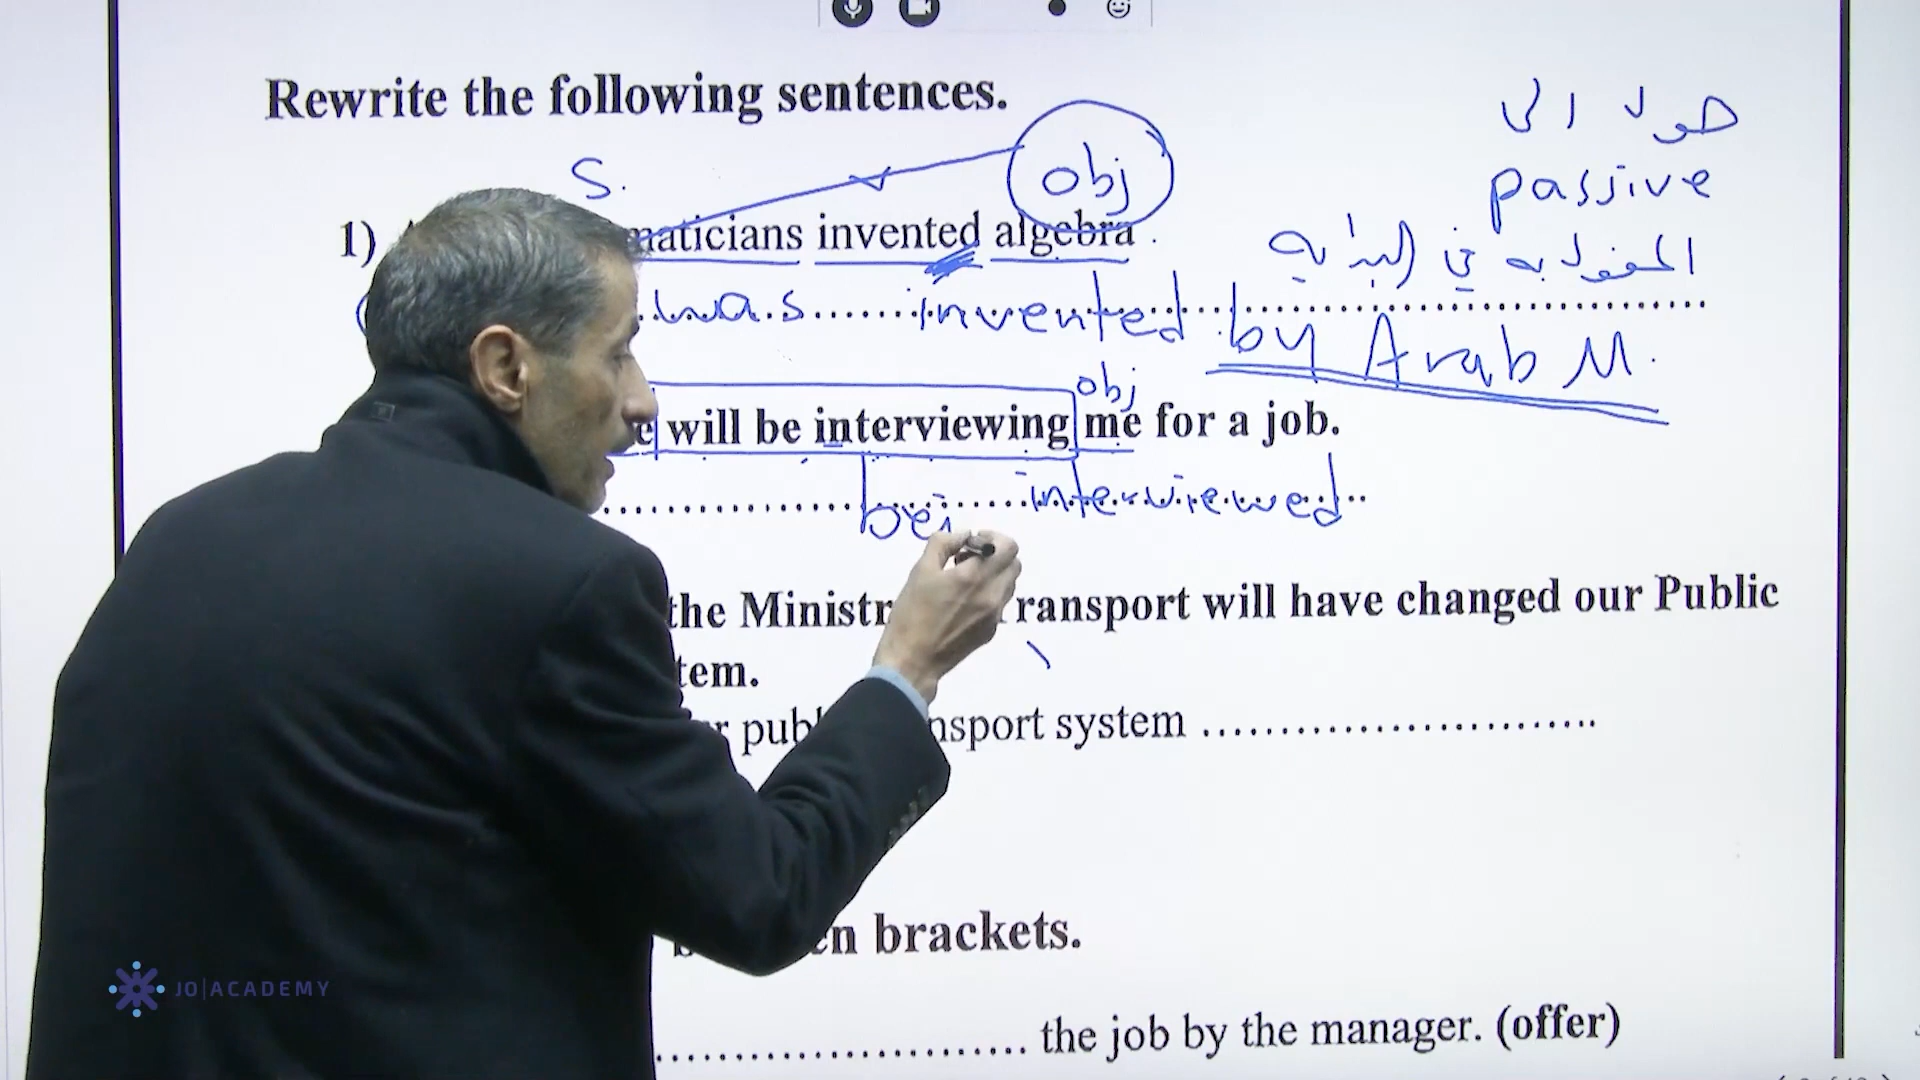 Rewrite the following sentences.
حول الى
passive
المفعول به في البداية
S.
obj
1) A maticians invented algebra .
was invented by Arab M.
obj
will be interviewing me for a job.
bei interviewed
the Ministr ransport will have changed our Public
tem.
r publ nsport system ............................
en brackets.
............................ the job by the manager. (offer)
JO|ACADEMY